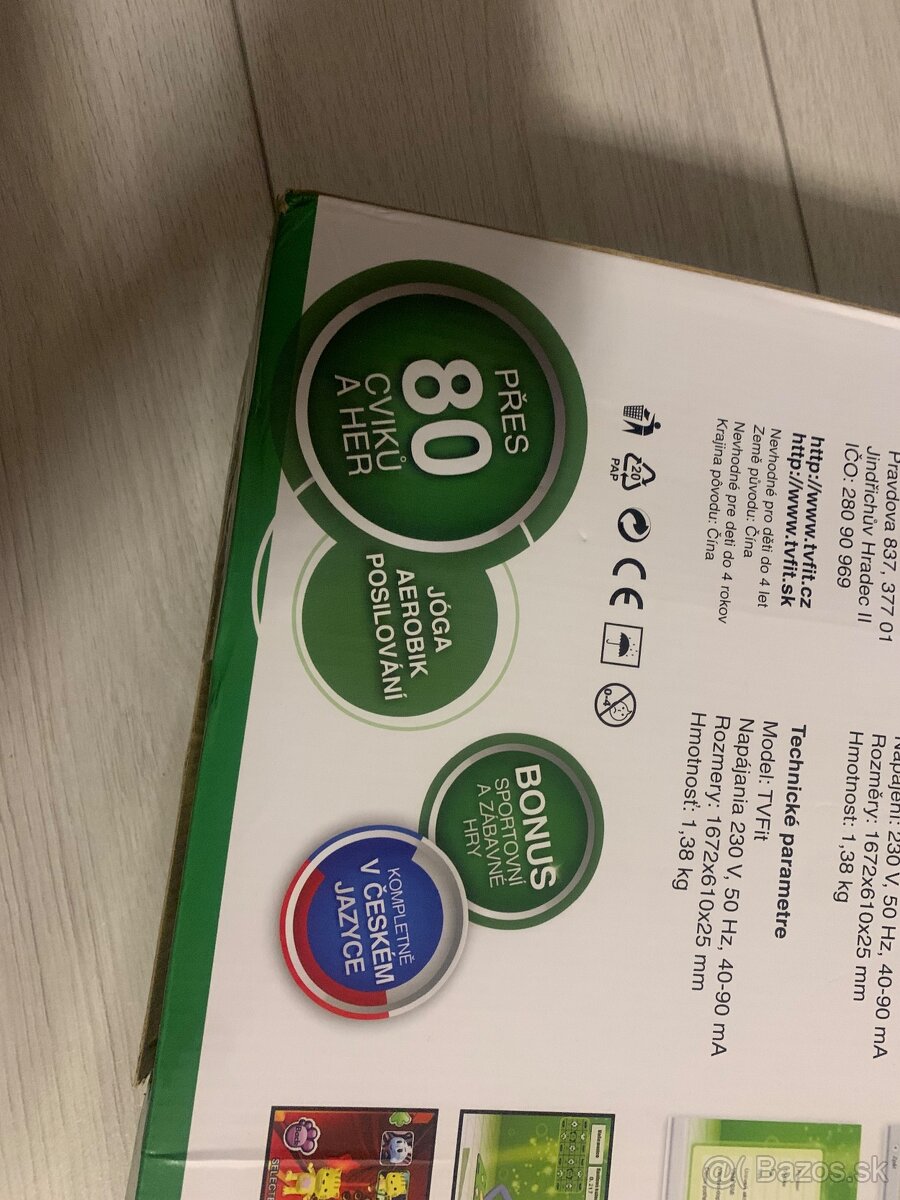 Pravdova 837, 377 01
Jindřichův Hradec II
IČO: 280 90 969
http://www.tvfit.cz
http://www.tvfit.sk
Nevhodné pro děti do 4 let
Země původu: Čína
Nevhodné pre deti do 4 rokov
Krajina pôvodu: Čína
20
PAP
CE
0-4
Napájení: 230 V, 50 Hz, 40-90 mA
Rozměry: 1672x610x25 mm
Hmotnost: 1,38 kg
Technické parametre
Model: TVFit
Napájania 230 V, 50 Hz, 40-90 mA
Rozmery: 1672x610x25 mm
Hmotnosť: 1,38 kg
PŘES
80
CVIKŮ
A HER
JÓGA
AEROBIK
POSILOVÁNÍ
BONUS
SPORTOVNÍ
A ZÁBAVNÉ
HRY
KOMPLETNĚ
V ČESKÉM
JAZYCE
@ Bazos.sk